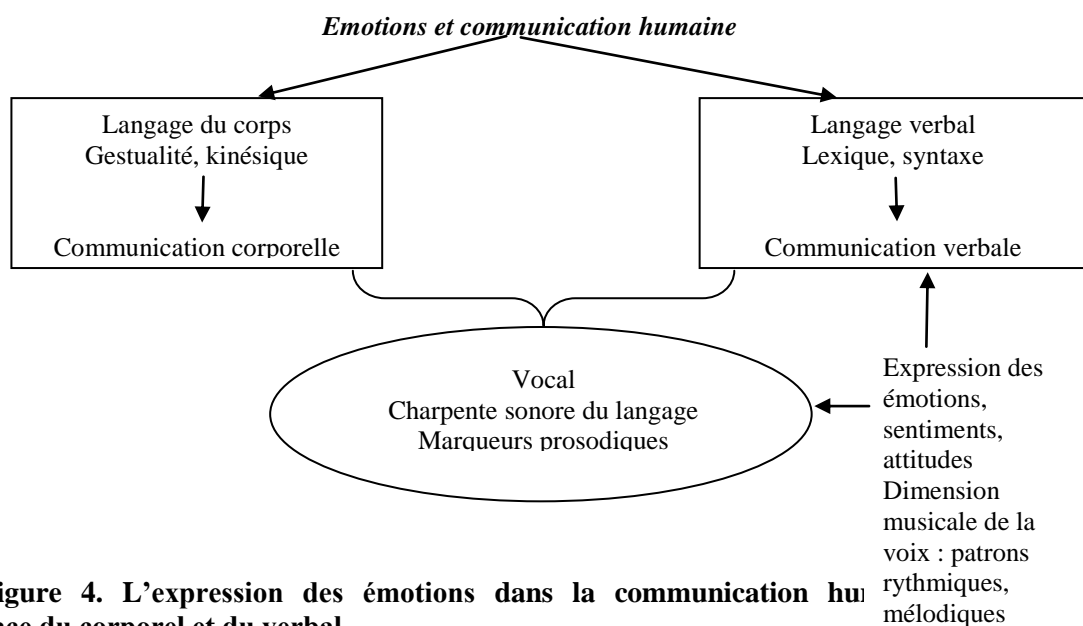 Emotions et communication humaine
Langage du corps
Gestualité, kinésique
Communication corporelle
Langage verbal
Lexique, syntaxe
Communication verbale
Vocal
Charpente sonore du langage
Marqueurs prosodiques
Expression des
émotions,
sentiments,
attitudes
Dimension
musicale de la
voix : patrons
rythmiques,
mélodiques
igure 4. L’expression des émotions dans la communication
du corporel et du verbal